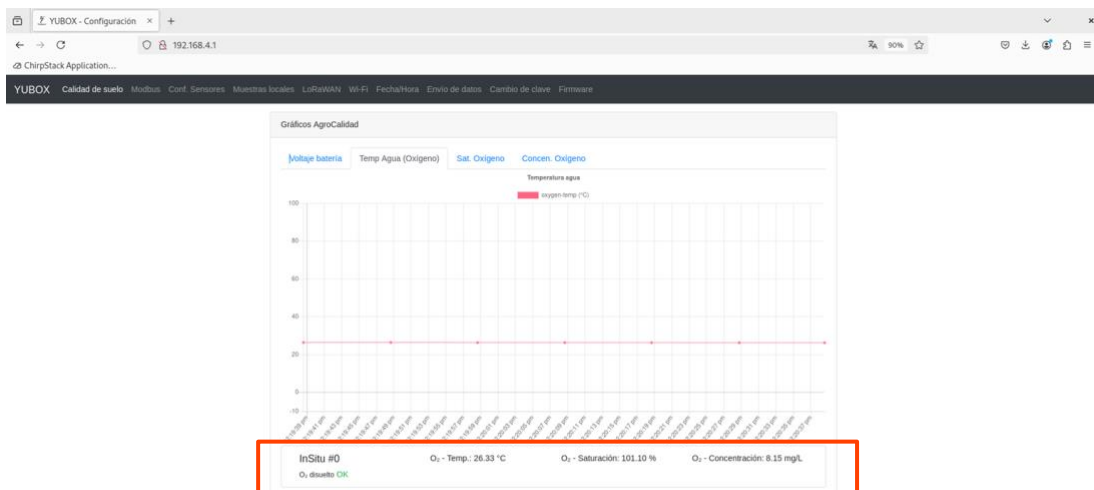 YUBOX - Configuración
192.168.4.1
90%
ChirpStack Application...
YUBOX Calidad de suelo Modbus Conf. Sensores Muestras locales LoRaWAN Wi-Fi Fecha/Hora Envío de datos Cambio de clave Firmware
Gráficos AgroCalidad
Voltaje batería Temp Agua (Oxígeno) Sat. Oxígeno Concen. Oxígeno
Temperatura agua
oxygen-temp (°C)
100
80
60
40
20
0
-10
InSitu #0 O₂ - Temp.: 26.33 °C O₂ - Saturación: 101.10 % O₂ - Concentración: 8.15 mg/L
O₂ disuelto OK